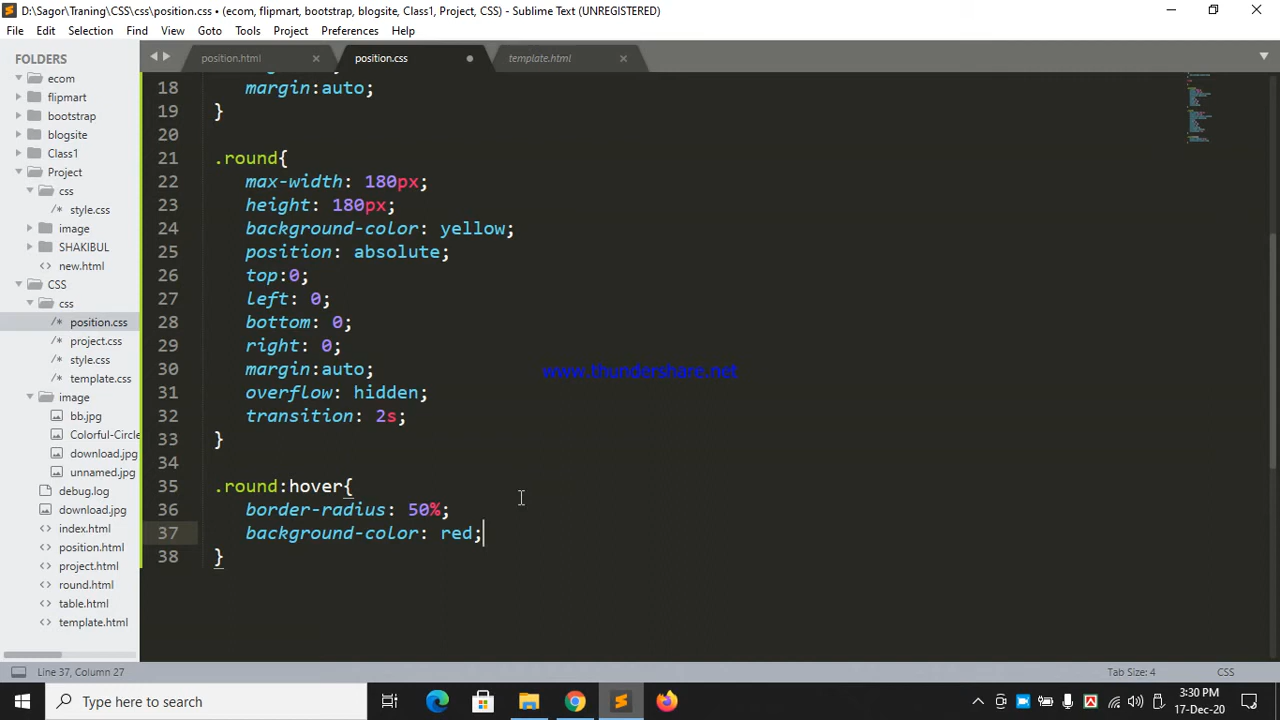 D:\Sagor\Traning\CSS\css\position.css • (ecom, flipmart, bootstrap, blogsite, Class1, Project, CSS) - Sublime Text (UNREGISTERED)
File Edit Selection Find View Goto Tools Project Preferences Help
FOLDERS
ecom
flipmart
bootstrap
blogsite
Class1
Project
css
/* style.css
image
SHAKIBUL
<> new.html
CSS
css
/* position.css
/* project.css
/* style.css
/* template.css
image
bb.jpg
Colorful-Circle
download.jpg
unnamed.jpg
debug.log
download.jpg
<> index.html
<> position.html
<> project.html
<> round.html
<> table.html
<> template.html
position.html position.css template.html
18 margin:auto;
19 }
20
21 .round{
22 max-width: 180px;
23 height: 180px;
24 background-color: yellow;
25 position: absolute;
26 top:0;
27 left: 0;
28 bottom: 0;
29 right: 0;
30 margin:auto;
31 overflow: hidden;
32 transition: 2s;
33 }
34
35 .round:hover{
36 border-radius: 50%;
37 background-color: red;
38 }
www.thundershare.net
Line 37, Column 27 Tab Size: 4 CSS
Type here to search
3:30 PM
17-Dec-20